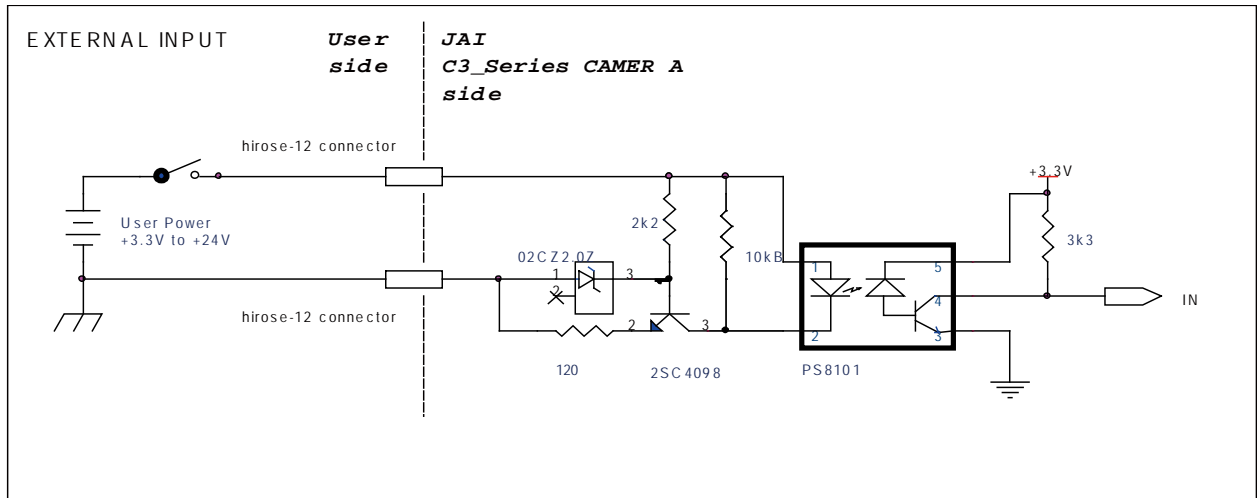 EXTERNAL INPUT
User side
JAI
C3_Series CAMER A
side
hirose-12 connector
+3.3V
User Power
+3.3V to +24V
2k2
10kB
3k3
02CZ2.0Z
1
2
3
1
2
5
4
3
IN
hirose-12 connector
2
3
120
2SC4098
PS8101